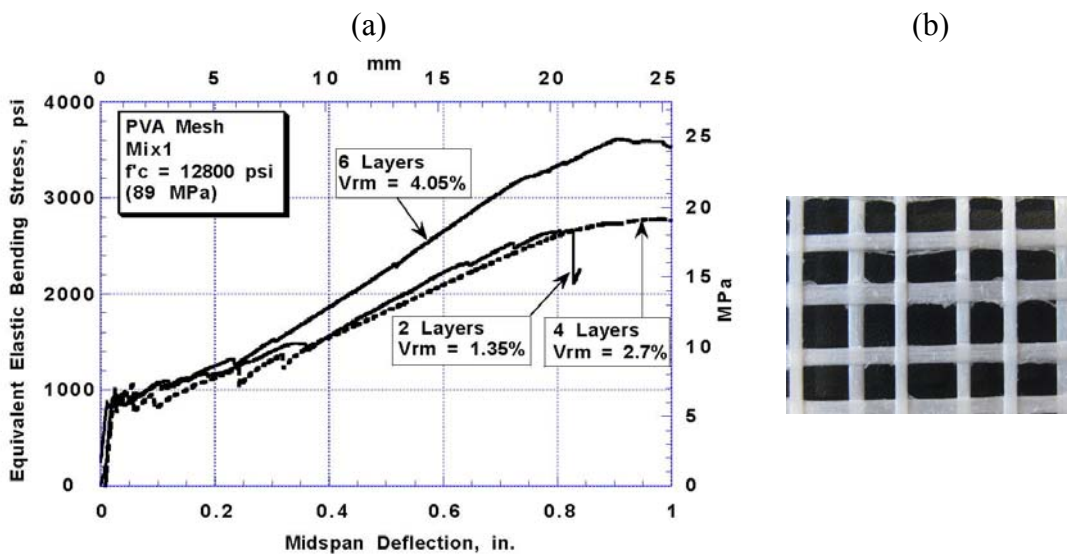 (a)
(b)
mm
0 5 10 15 20 25
4000
3000
2000
1000
0
Equivalent Elastic Bending Stress, psi
PVA Mesh
Mix1
f'c = 12800 psi
(89 MPa)
6 Layers
Vrm = 4.05%
2 Layers
Vrm = 1.35%
4 Layers
Vrm = 2.7%
25
20
15
10
5
0
MPa
0 0.2 0.4 0.6 0.8 1
Midspan Deflection, in.